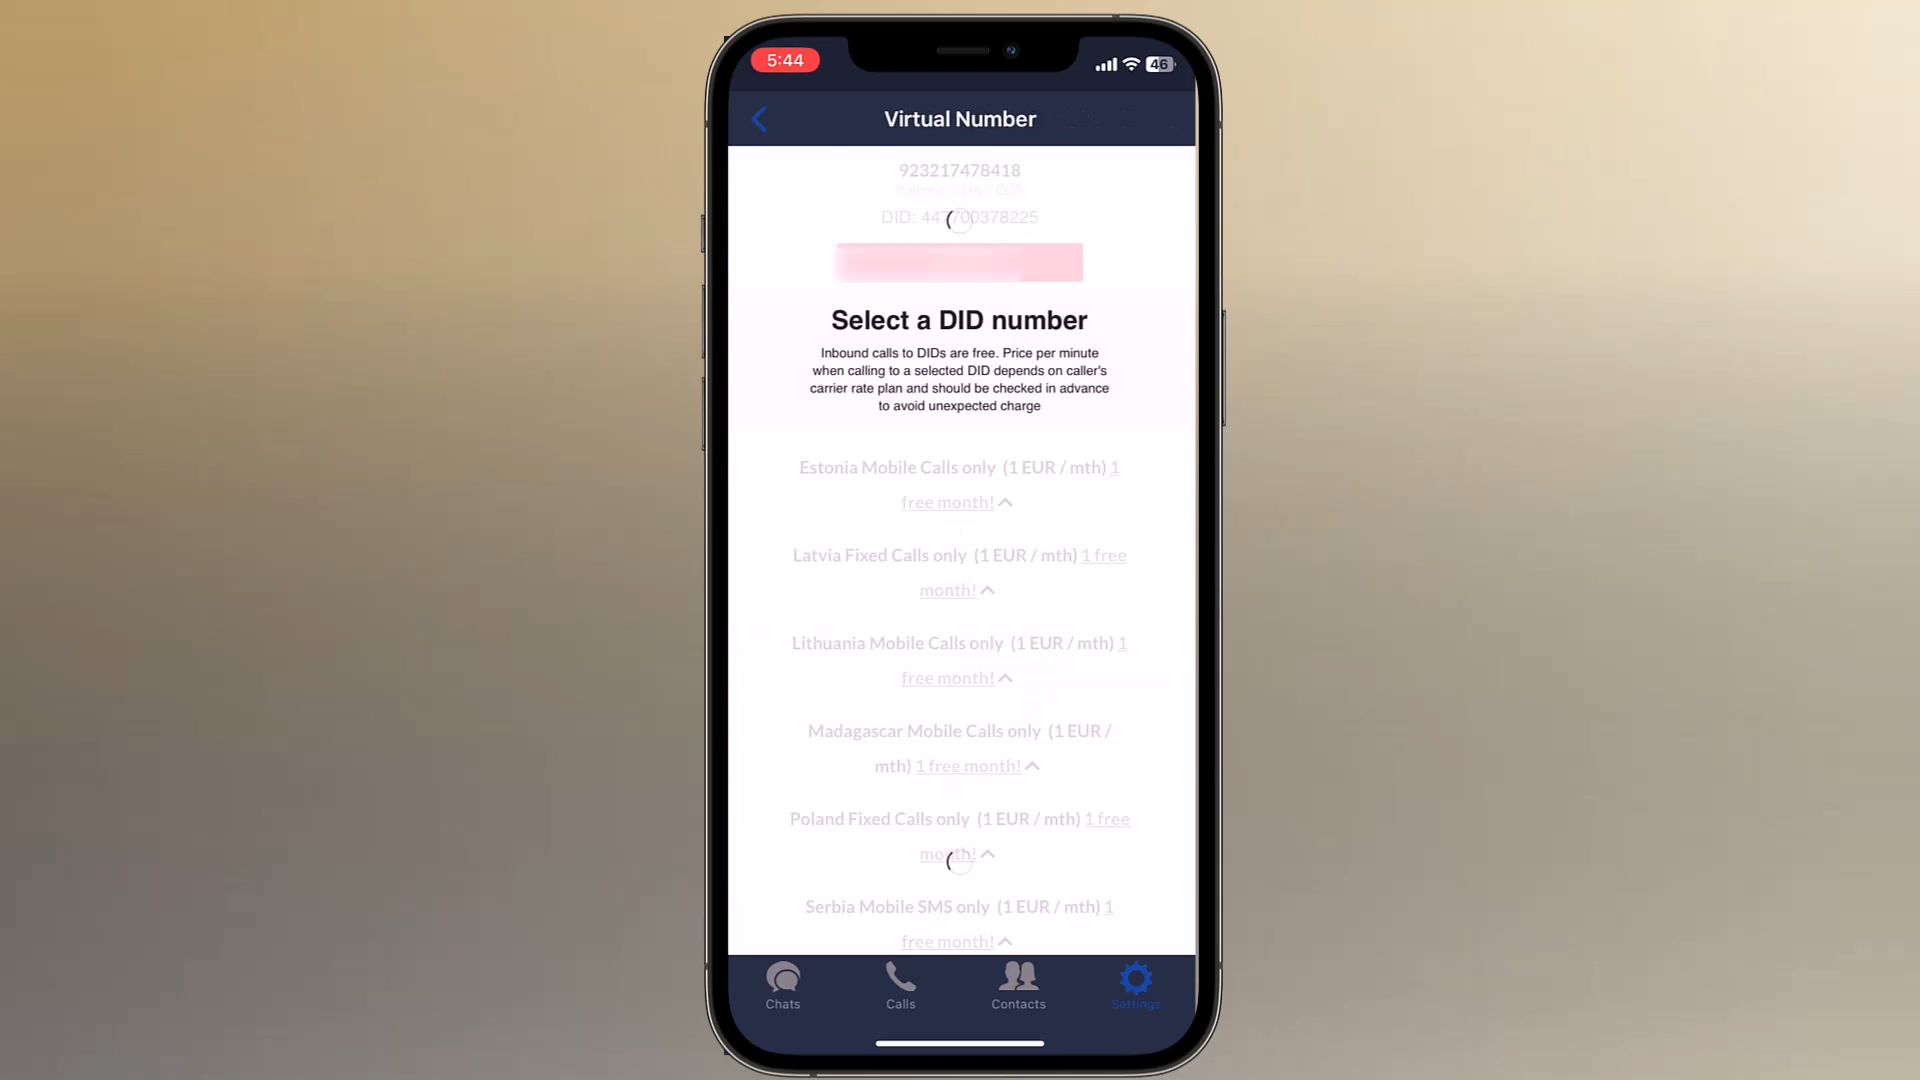 5:44
46
Virtual Number
923217478418
DID: 447700378225
Select a DID number
Inbound calls to DIDs are free. Price per minute
when calling to a selected DID depends on caller's
carrier rate plan and should be checked in advance
to avoid unexpected charge
Estonia Mobile Calls only (1 EUR / mth) 1
free month!
Latvia Fixed Calls only (1 EUR / mth) 1 free
month!
Lithuania Mobile Calls only (1 EUR / mth) 1
free month!
Madagascar Mobile Calls only (1 EUR /
mth) 1 free month!
Poland Fixed Calls only (1 EUR / mth) 1 free
month!
Serbia Mobile SMS only (1 EUR / mth) 1
free month!
Chats
Calls
Contacts
Settings